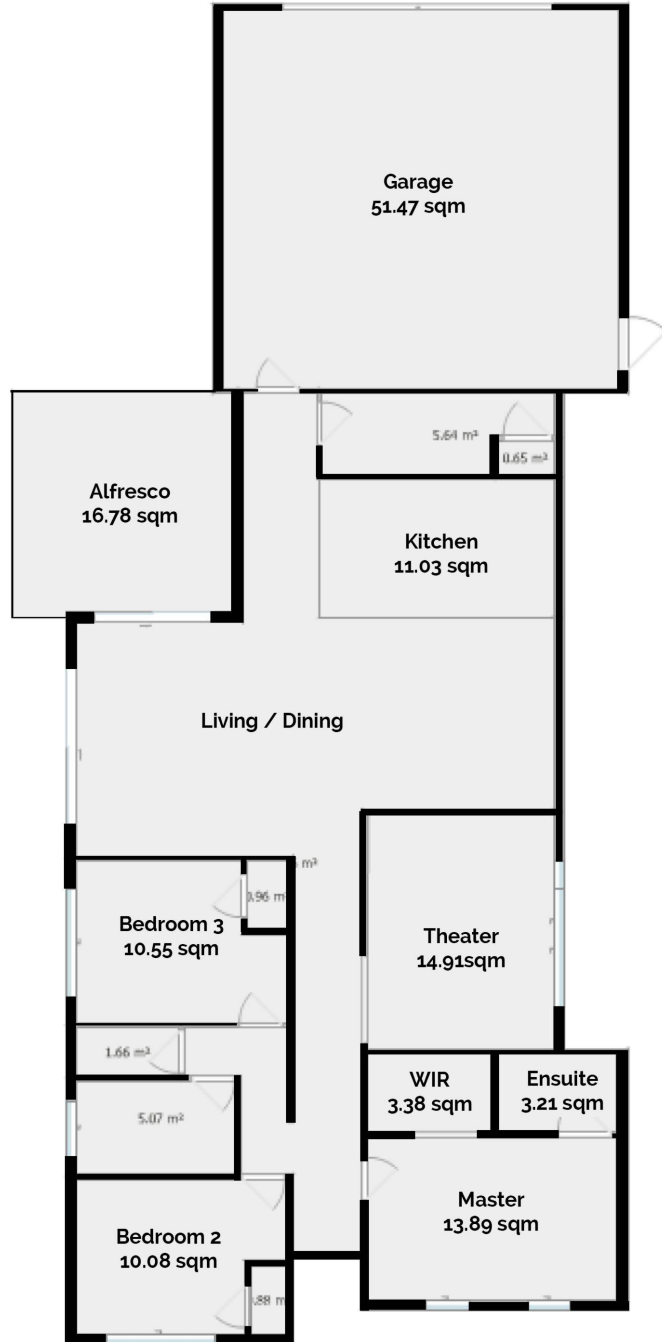 Garage
51.47 sqm
5.64 m²
0.65 m²
Alfresco
16.78 sqm
Kitchen
11.03 sqm
Living / Dining
m²
0.96 m²
Bedroom 3
10.55 sqm
Theater
14.91sqm
1.66 m²
WIR
3.38 sqm
Ensuite
3.21 sqm
5.07 m²
Master
13.89 sqm
Bedroom 2
10.08 sqm